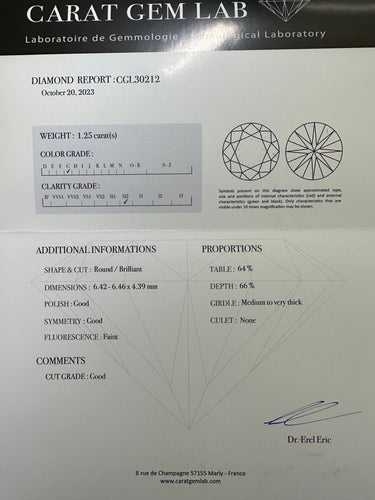 CARAT GEM LAB
Laboratoire de Gemmologie - Gemological Laboratory
DIAMOND REPORT : CGL30212
October 20, 2023
WEIGHT : 1.25 carat(s)
COLOR GRADE :
D E F G H I J K L M N O-R S-Z
CLARITY GRADE :
IF VVS1 VVS2 VS1 VS2 SI1 SI2 I1 I2 I3
Symbols present on this diagram show approximated type, size and positions of internal characteristics (red) and external characteristics (green and black). Only characteristics that are visible under 10 times magnification may be shown.
ADDITIONAL INFORMATIONS
SHAPE & CUT : Round / Brilliant
DIMENSIONS : 6.42 - 6.46 x 4.39 mm
POLISH : Good
SYMMETRY : Good
FLUORESCENCE : Faint
COMMENTS
CUT GRADE : Good
PROPORTIONS
TABLE : 64 %
DEPTH : 66 %
GIRDLE : Medium to very thick
CULET : None
Dr. Erel Eric
8 rue de Champagne 57155 Marly - France
www.caratgemlab.com